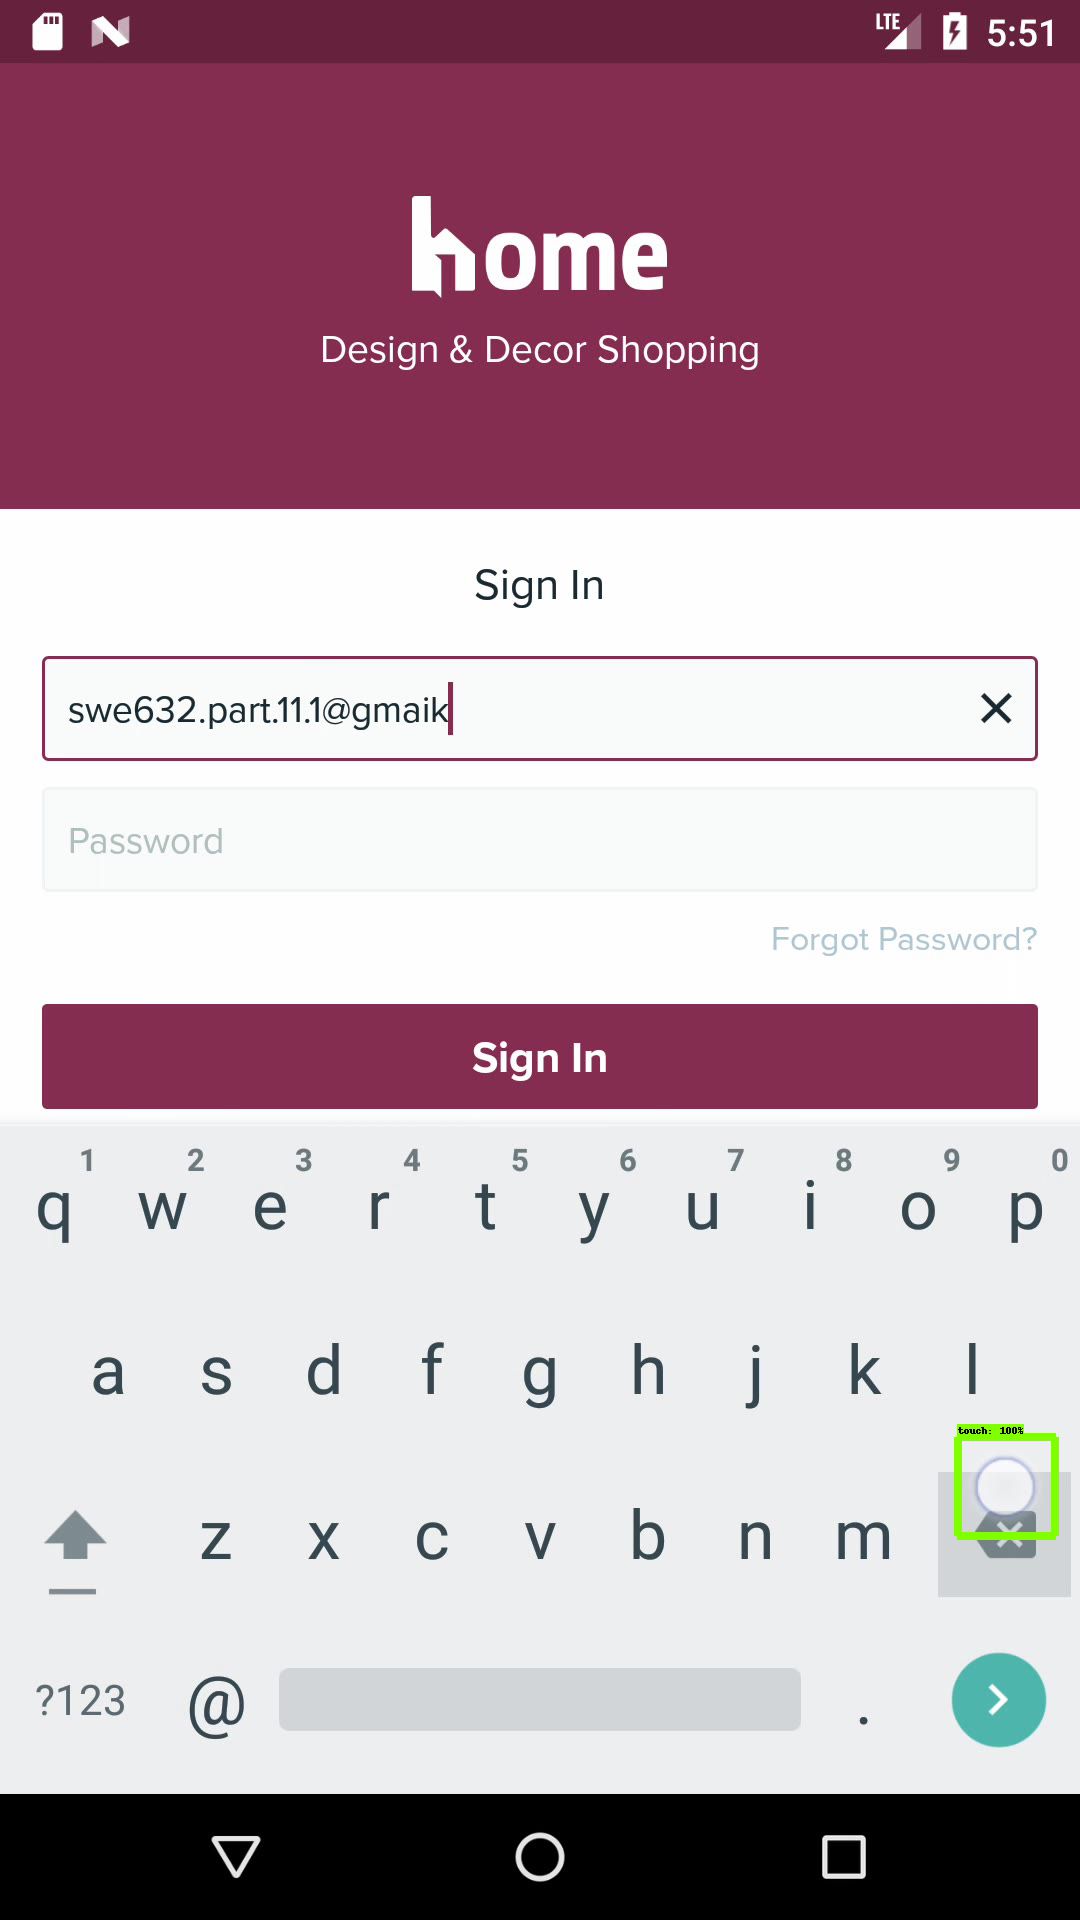 LTE 5:51
home
Design & Decor Shopping
Sign In
swe632.part.11.1@gmaik
Password
Forgot Password?
Sign In
1 2 3 4 5 6 7 8 9 0
q w e r t y u i o p
a s d f g h j k l
touch: 100%
z x c v b n m
?123 @ .